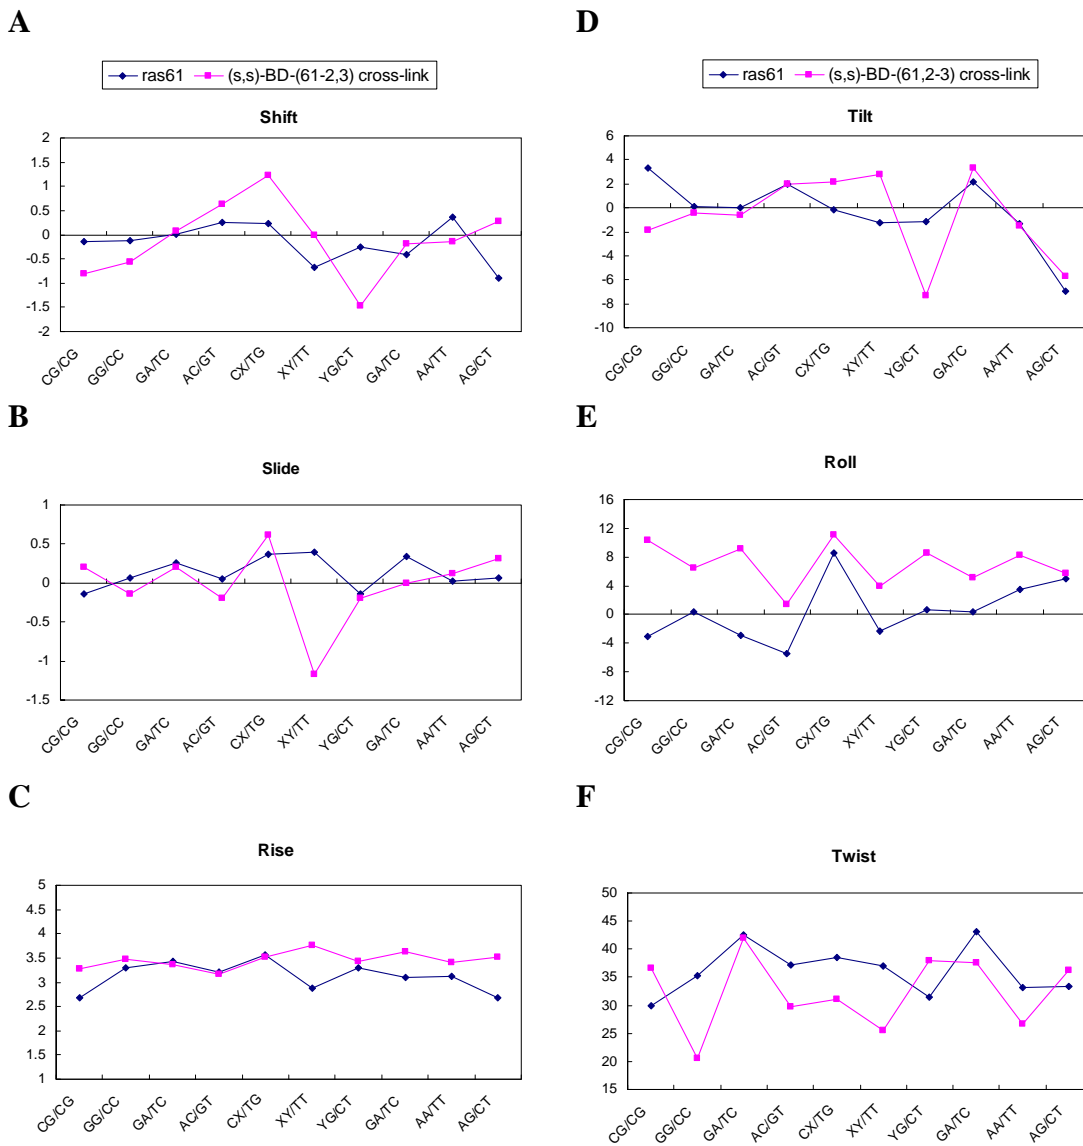 A
ras61 (s,s)-BD-(61-2,3) cross-link
Shift
2
1.5
1
0.5
0
-0.5
-1
-1.5
-2
CG/CG GG/CC GA/TC AC/GT CX/TG XY/TT YG/CT GA/TC AA/TT AG/CT
B
Slide
1
0.5
0
-0.5
-1
-1.5
CG/CG GG/CC GA/TC AC/GT CX/TG XY/TT YG/CT GA/TC AA/TT AG/CT
C
Rise
5
4.5
4
3.5
3
2.5
2
1.5
1
CG/CG GG/CC GA/TC AC/GT CX/TG XY/TT YG/CT GA/TC AA/TT AG/CT
D
ras61 (s,s)-BD-(61,2-3) cross-link
Tilt
6
4
2
0
-2
-4
-6
-8
-10
CG/CG GG/CC GA/TC AC/GT CX/TG XY/TT YG/CT GA/TC AA/TT AG/CT
E
Roll
16
12
8
4
0
-4
-8
-12
CG/CG GG/CC GA/TC AC/GT CX/TG XY/TT YG/CT GA/TC AA/TT AG/CT
F
Twist
50
45
40
35
30
25
20
15
CG/CG GG/CC GA/TC AC/GT CX/TG XY/TT YG/CT GA/TC AA/TT AG/CT